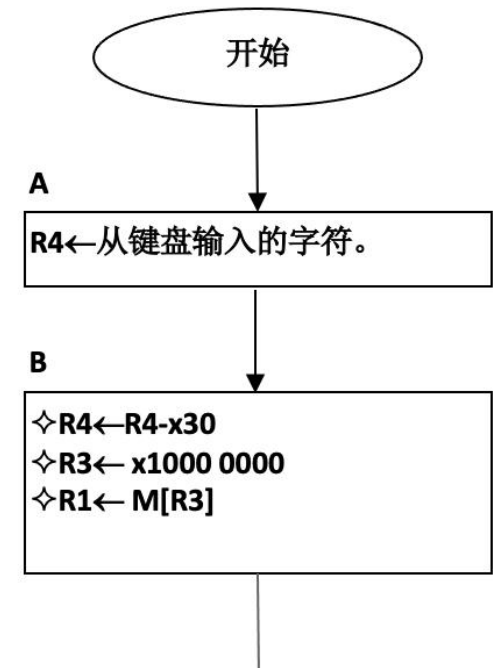 开始
A
R4←从键盘输入的字符。
B
✧R4←R4-x30
✧R3← x1000 0000
✧R1← M[R3]